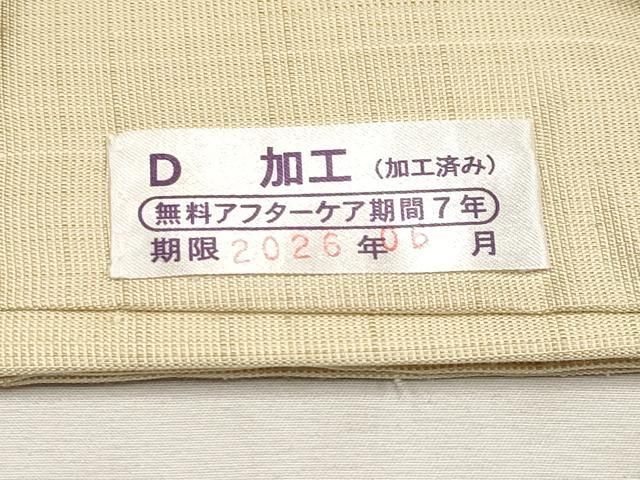 D 加工 (加工済み)
無料アフターケア期間7年
期限 2026 年 06 月